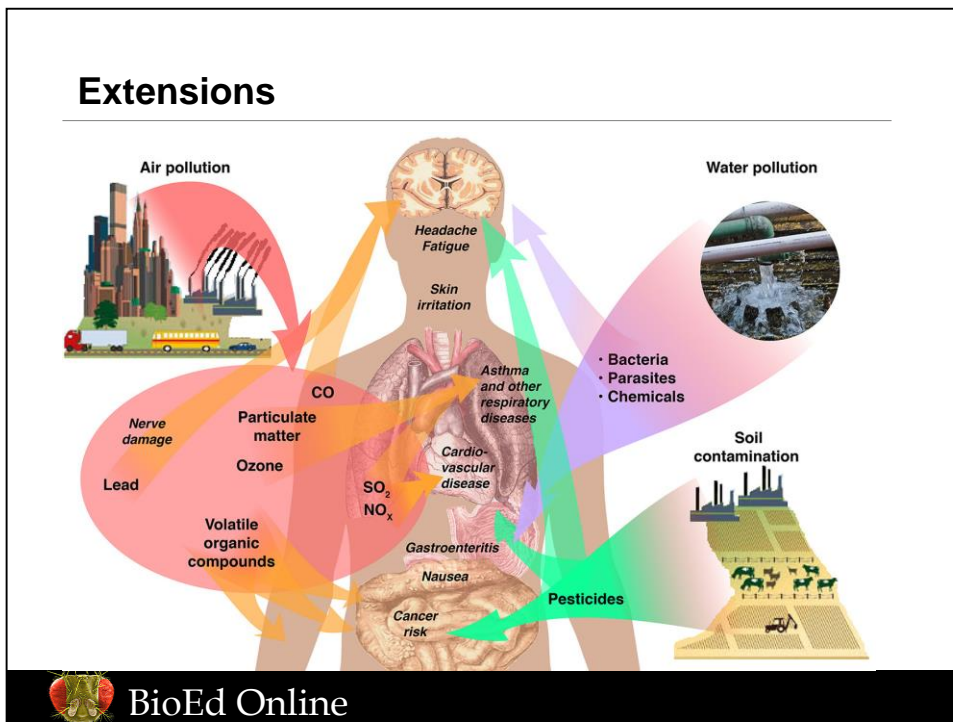 Extensions
Air pollution
Water pollution
Headache
Fatigue
Skin
irritation
CO
Nerve
damage
Particulate
matter
Ozone
Lead
Asthma
and other
respiratory
diseases
Cardio-
vascular
disease
SO2
NOX
Volatile
organic
compounds
Gastroenteritis
Nausea
Cancer
risk
· Bacteria
· Parasites
· Chemicals
Soil
contamination
Pesticides
BioEd Online